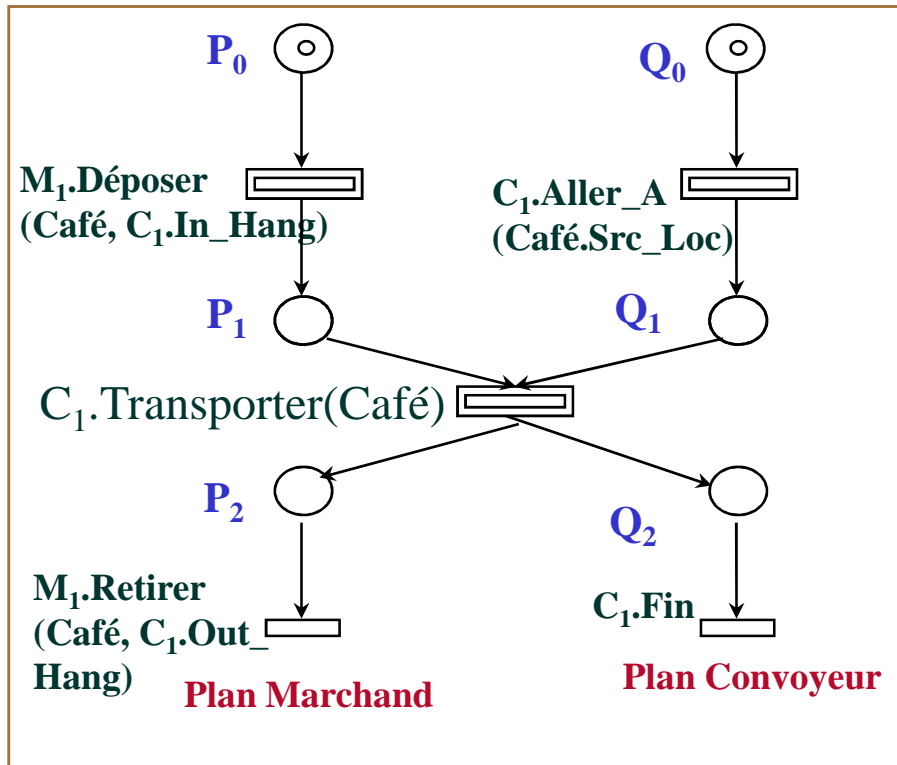 P₀
Q₀
M₁.Déposer
(Café, C₁.In_Hang)
C₁.Aller_A
(Café.Src_Loc)
P₁
Q₁
C₁.Transporter(Café)
P₂
Q₂
M₁.Retirer
(Café, C₁.Out_
Hang)
C₁.Fin
Plan Marchand
Plan Convoyeur